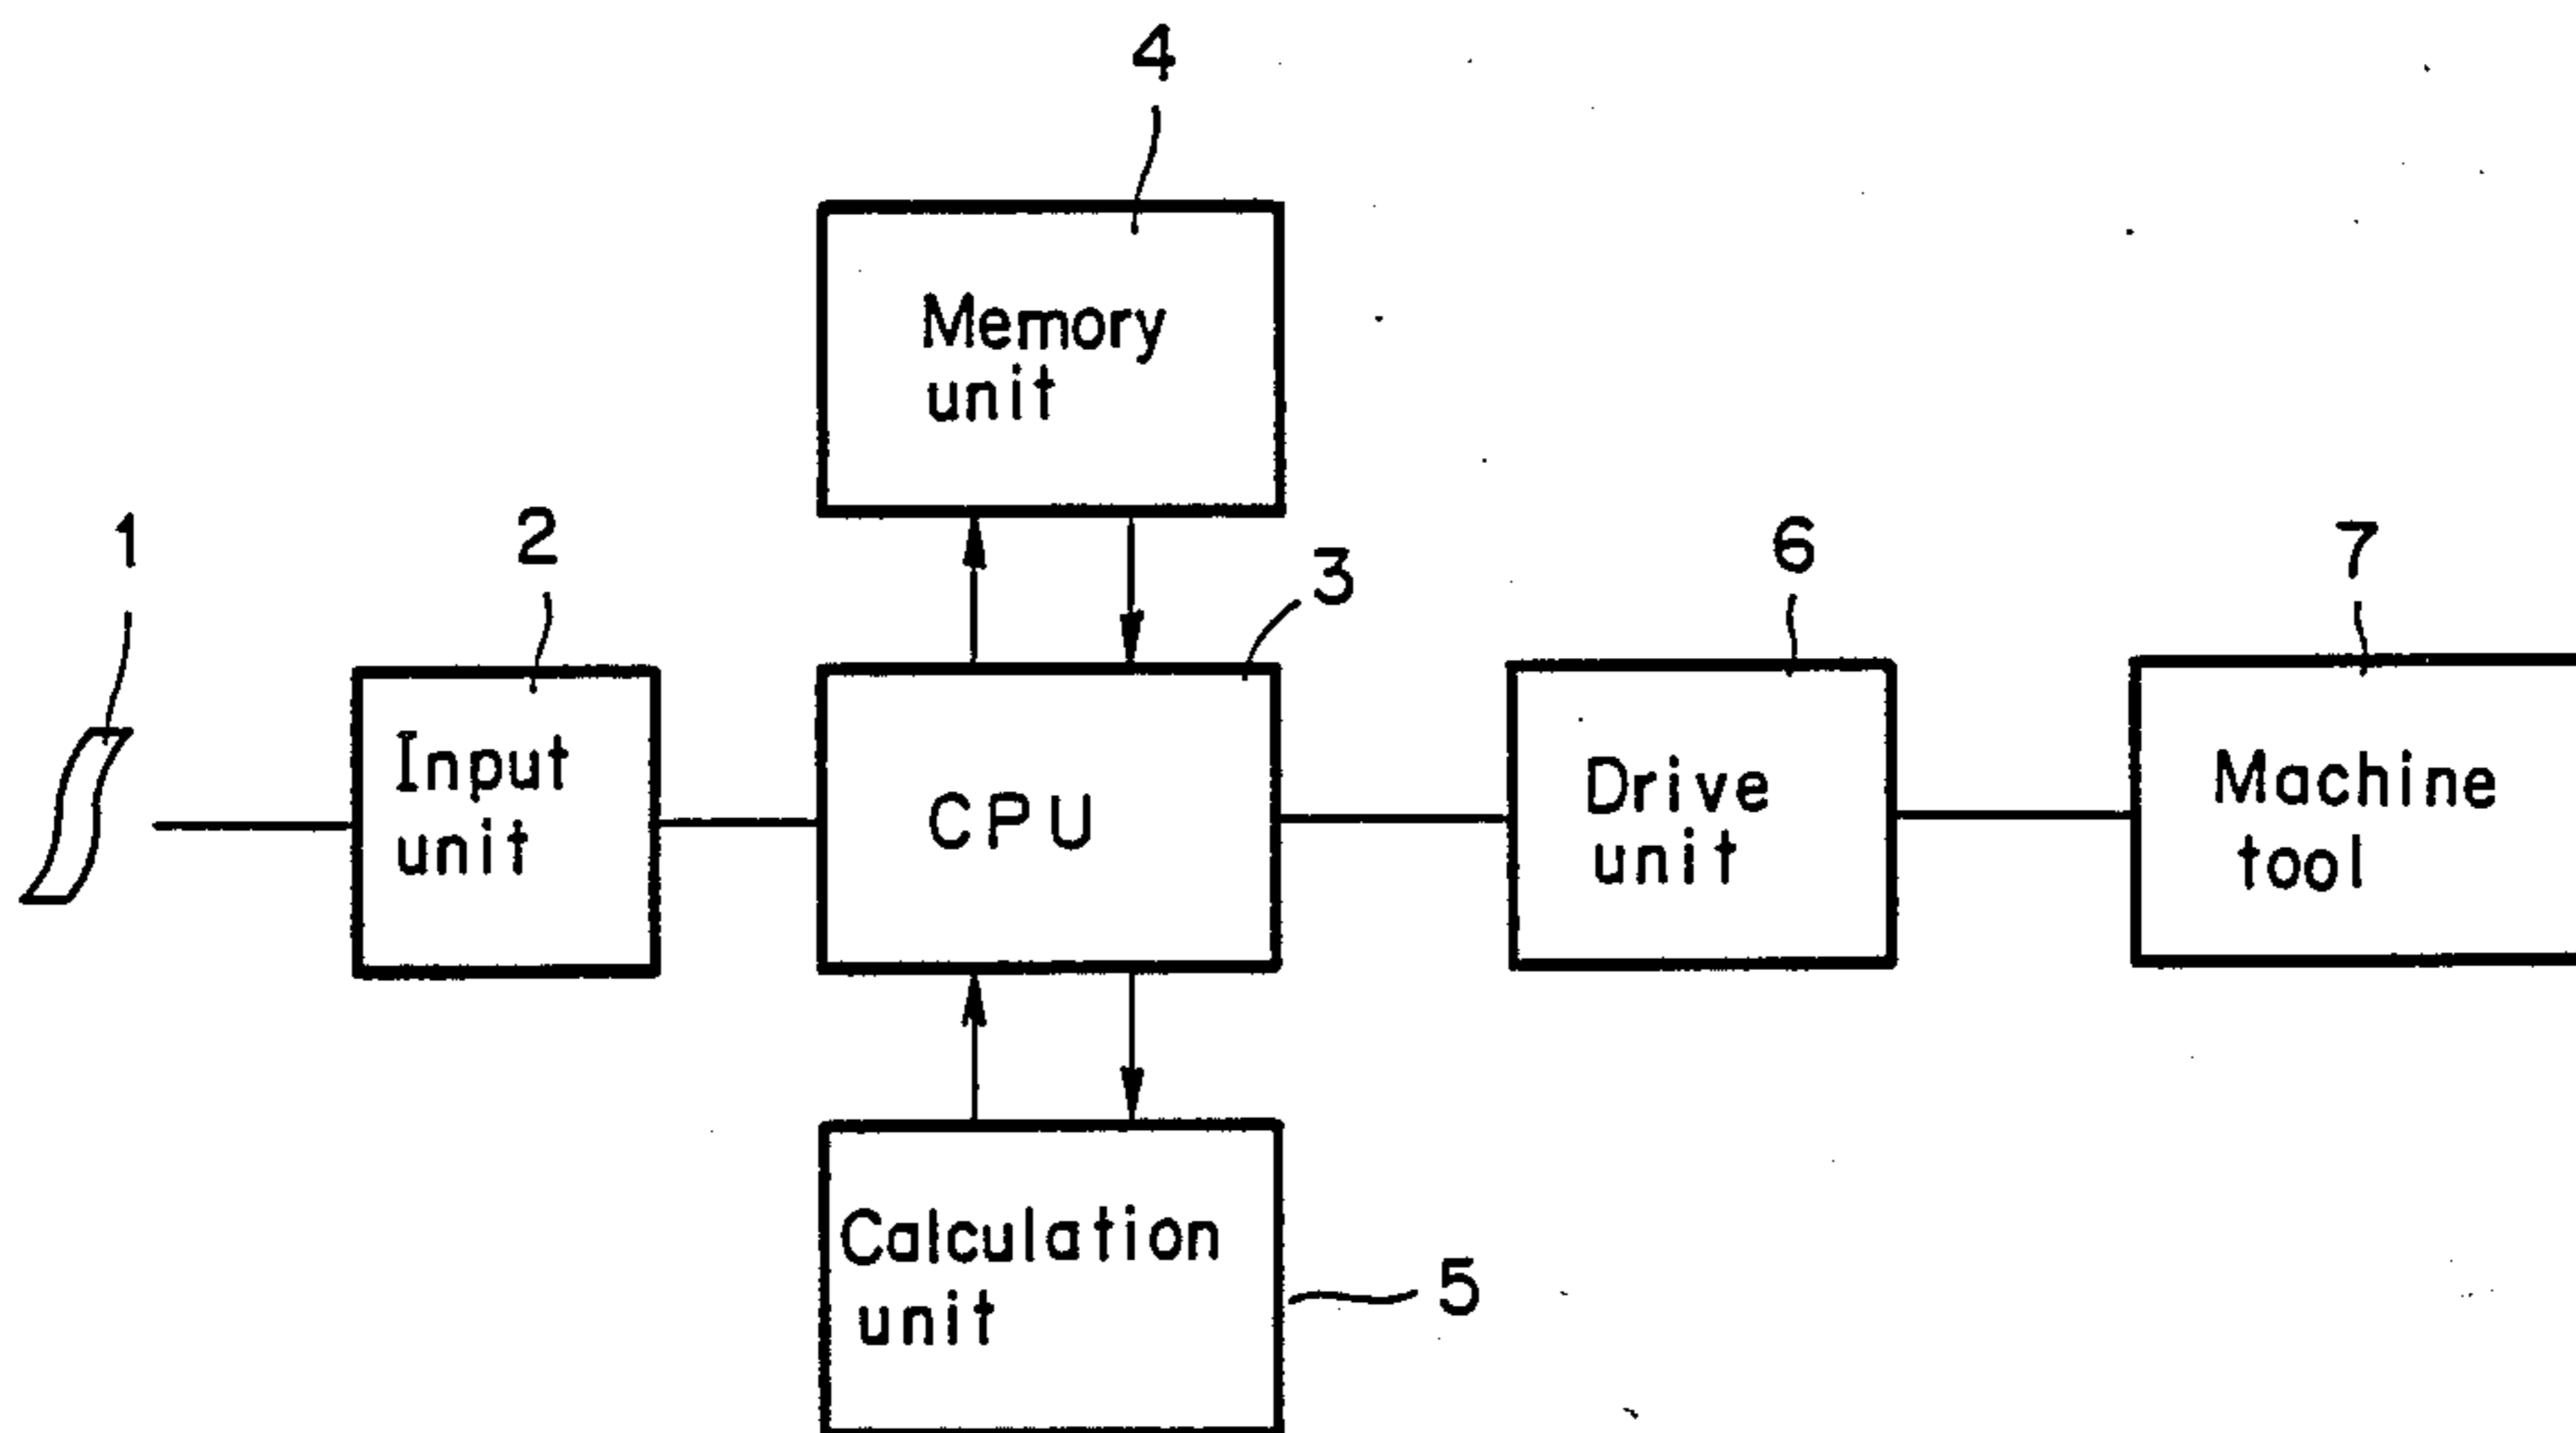 4
Memory
unit
1
2
3
6
7
Input
unit
CPU
Drive
unit
Machine
tool
Calculation
unit
5